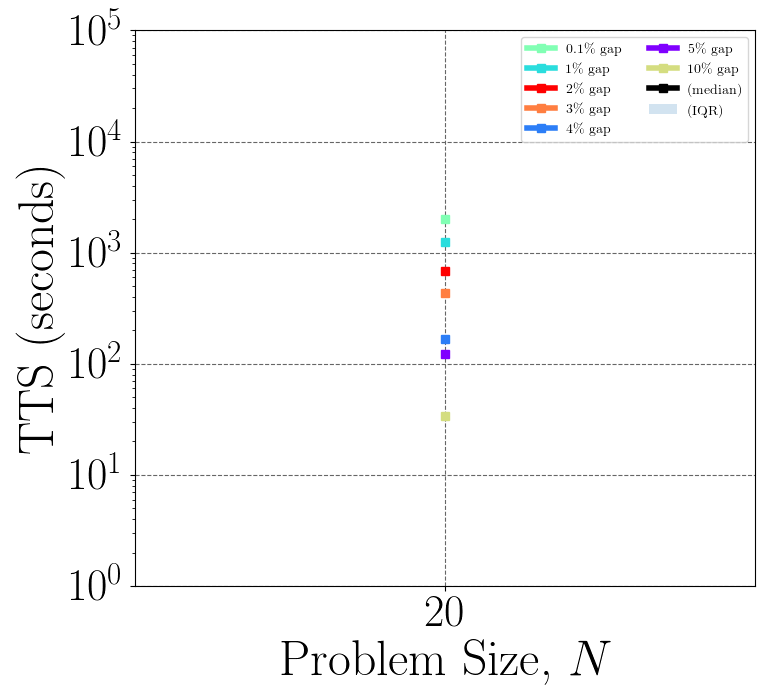 10^5
10^4
10^3
10^2
10^1
10^0
TTS (seconds)
0.1% gap
1% gap
2% gap
3% gap
4% gap
5% gap
10% gap
(median)
(IQR)
20
Problem Size, N